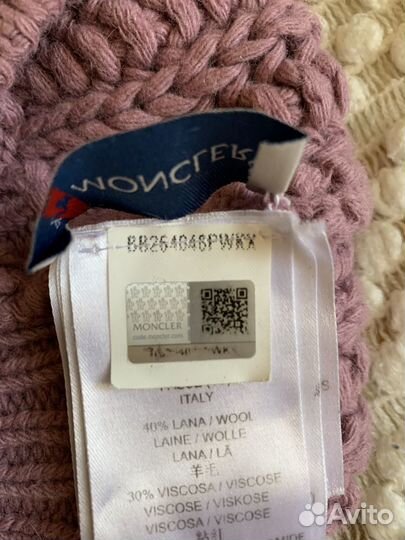 MONCLER
BB264646PWKX
MONCLER
code.moncler.com
ITALY
40% LANA / WOOL
LAINE / WOLLE
LANA / LÃ
羊毛
30% VISCOSA / VISCOSE
VISCOSE / VISKOSE
VISCOSA / VISCOSE
Avito